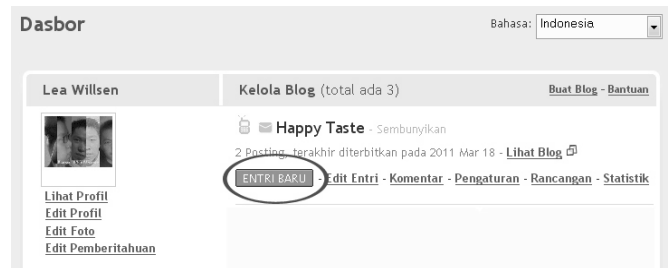 Dasbor
Bahasa: Indonesia
Lea Willsen
Kelola Blog (total ada 3)
Buat Blog - Bantuan
Happy Taste - Sembunyikan
2 Posting, terakhir diterbitkan pada 2011 Mar 18 - Lihat Blog
ENTRI BARU - Edit Entri - Komentar - Pengaturan - Rancangan - Statistik
Lihat Profil
Edit Profil
Edit Foto
Edit Pemberitahuan